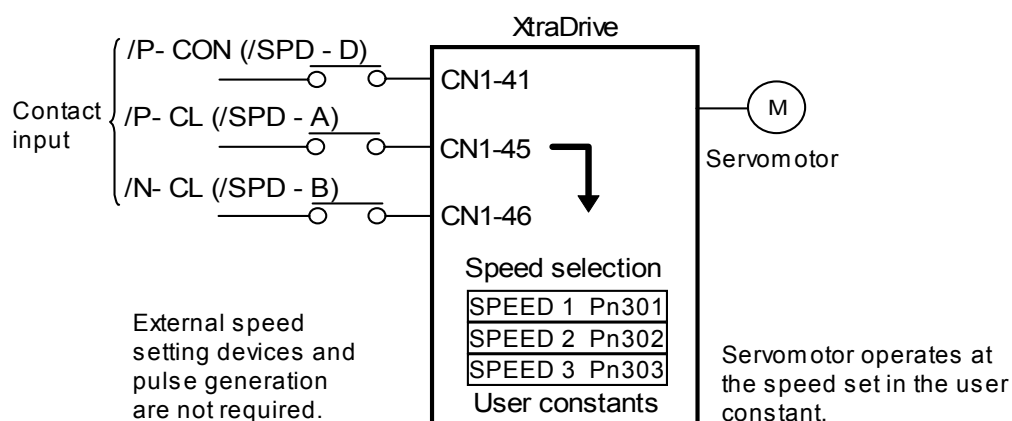 XtraDrive
/P- CON (/SPD - D)
CN1-41
Contact
input
/P- CL (/SPD - A)
CN1-45
M
Servomotor
/N- CL (/SPD - B)
CN1-46
Speed selection
SPEED 1 Pn301
SPEED 2 Pn302
SPEED 3 Pn303
User constants
External speed
setting devices and
pulse generation
are not required.
Servomotor operates at
the speed set in the user
constant.